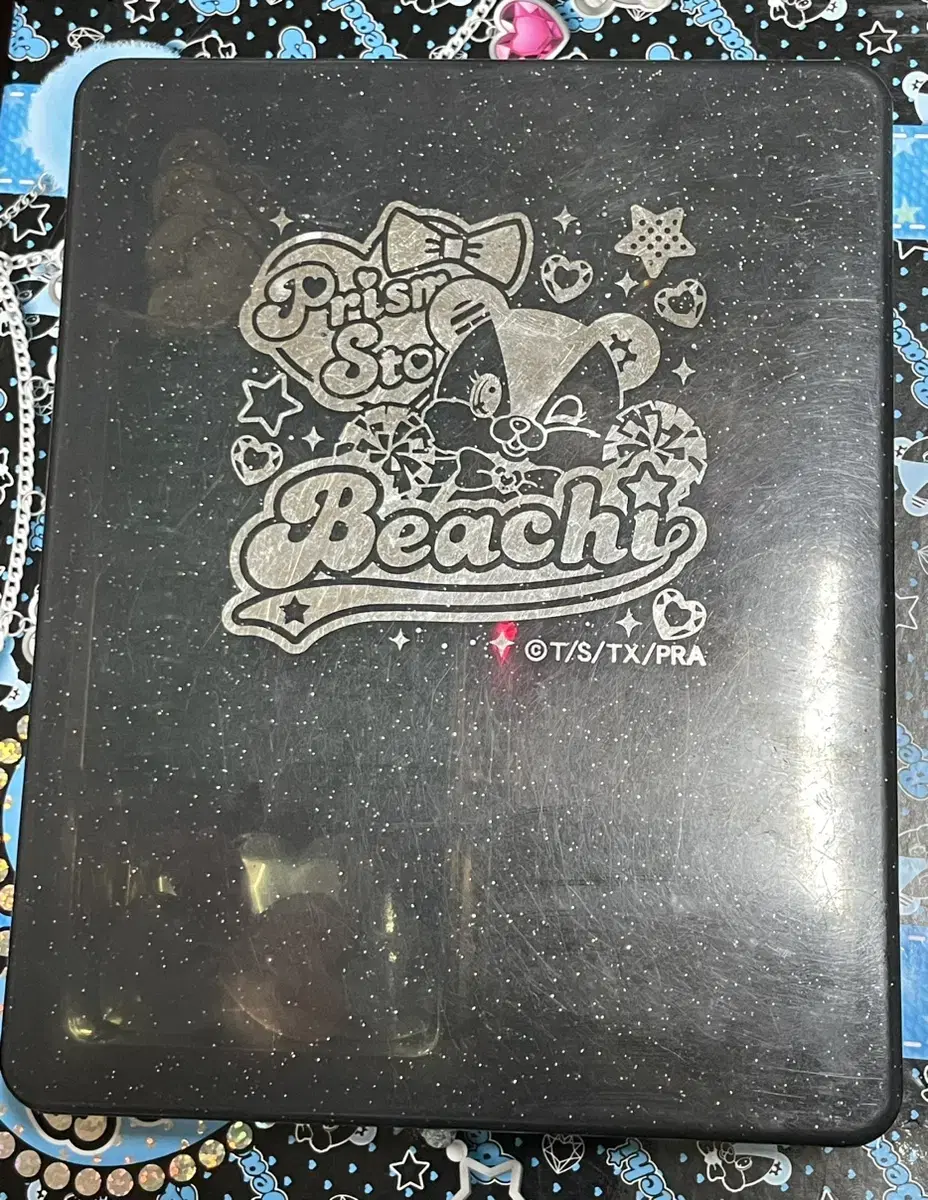 Prism
Sto
Beachi
©T/S/TX/PRA